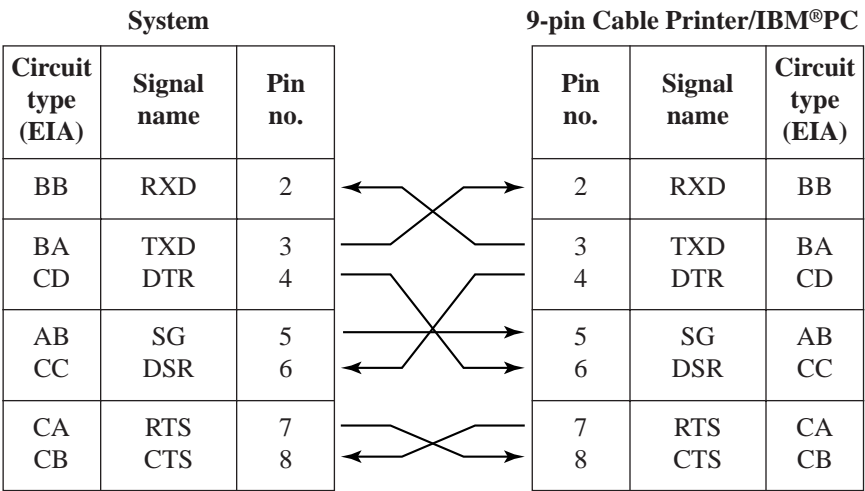 System 9-pin Cable Printer/IBM®PC
Circuit type (EIA) Signal name Pin no. Pin no. Signal name Circuit type (EIA)
BB RXD 2 2 RXD BB
BA TXD 3 3 TXD BA
CD DTR 4 4 DTR CD
AB SG 5 5 SG AB
CC DSR 6 6 DSR CC
CA RTS 7 7 RTS CA
CB CTS 8 8 CTS CB